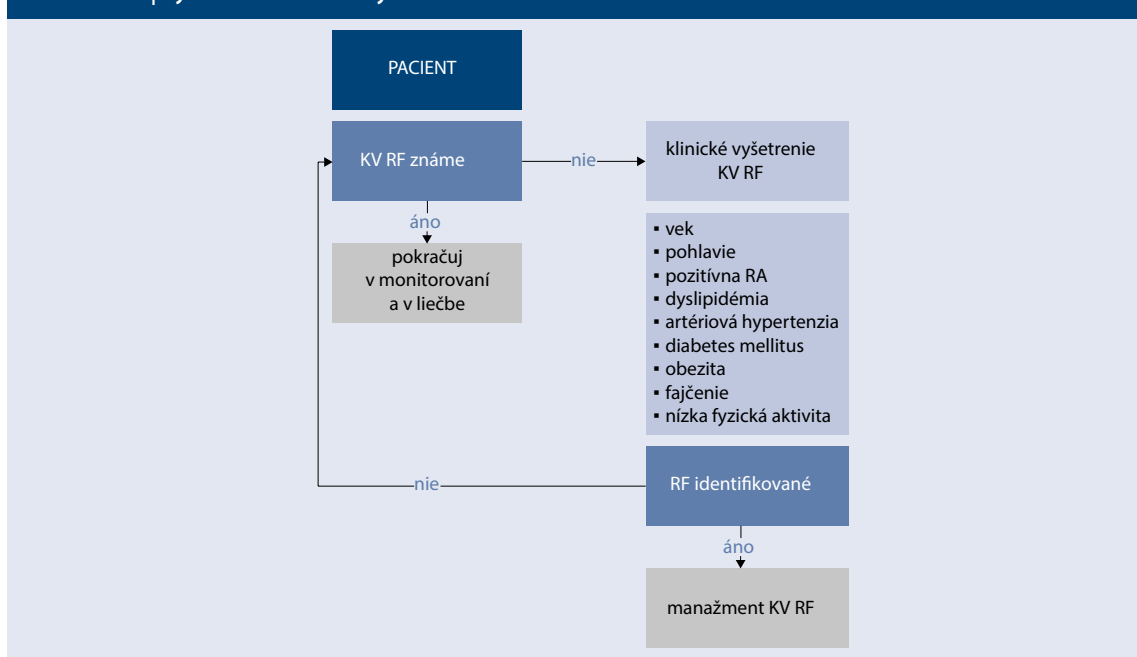 PACIENT
KV RF známe
nie
klinické vyšetrenie
KV RF
áno
pokračuj
v monitorovaní
a v liečbe
▪ vek
▪ pohlavie
▪ pozitívna RA
▪ dyslipidémia
▪ artériová hypertenzia
▪ diabetes mellitus
▪ obezita
▪ fajčenie
▪ nízka fyzická aktivita
nie
RF identifikované
áno
manažment KV RF